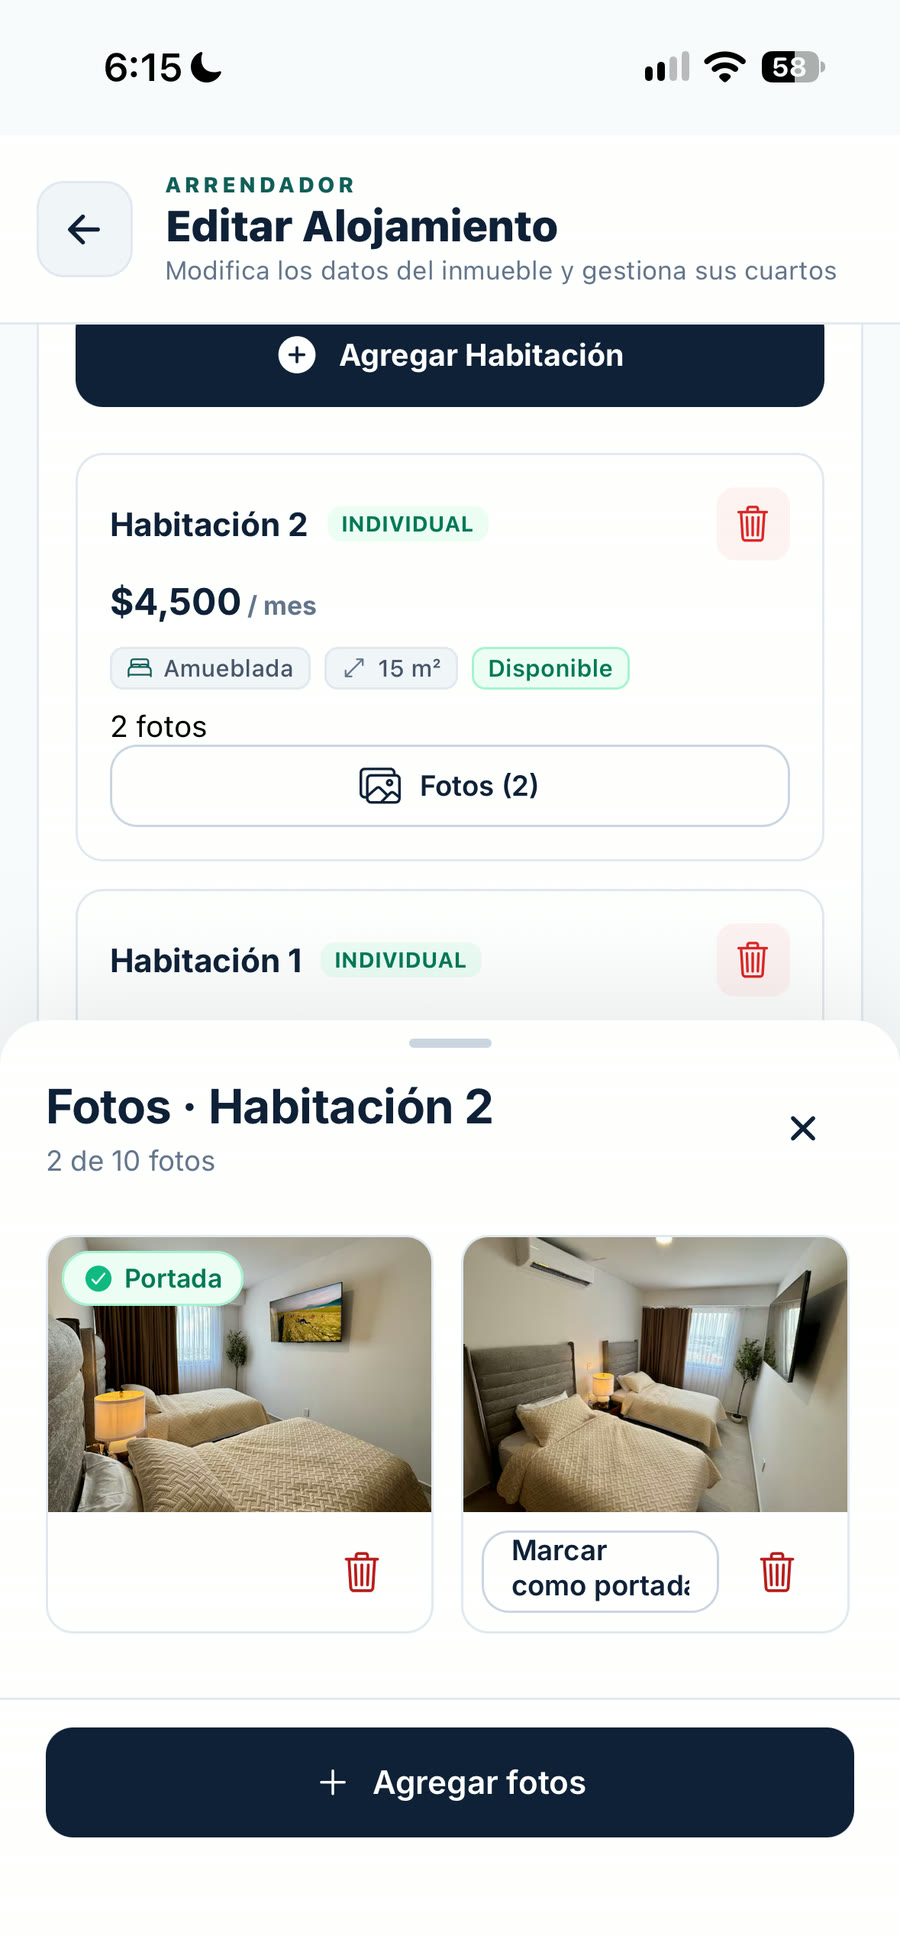 6:15
58
ARRENDADOR
Editar Alojamiento
Modifica los datos del inmueble y gestiona sus cuartos
Agregar Habitación
Habitación 2 INDIVIDUAL
$4,500 / mes
Amueblada 15 m² Disponible
2 fotos
Fotos (2)
Habitación 1 INDIVIDUAL
Fotos · Habitación 2
2 de 10 fotos
Portada
Marcar
como portada
Agregar fotos